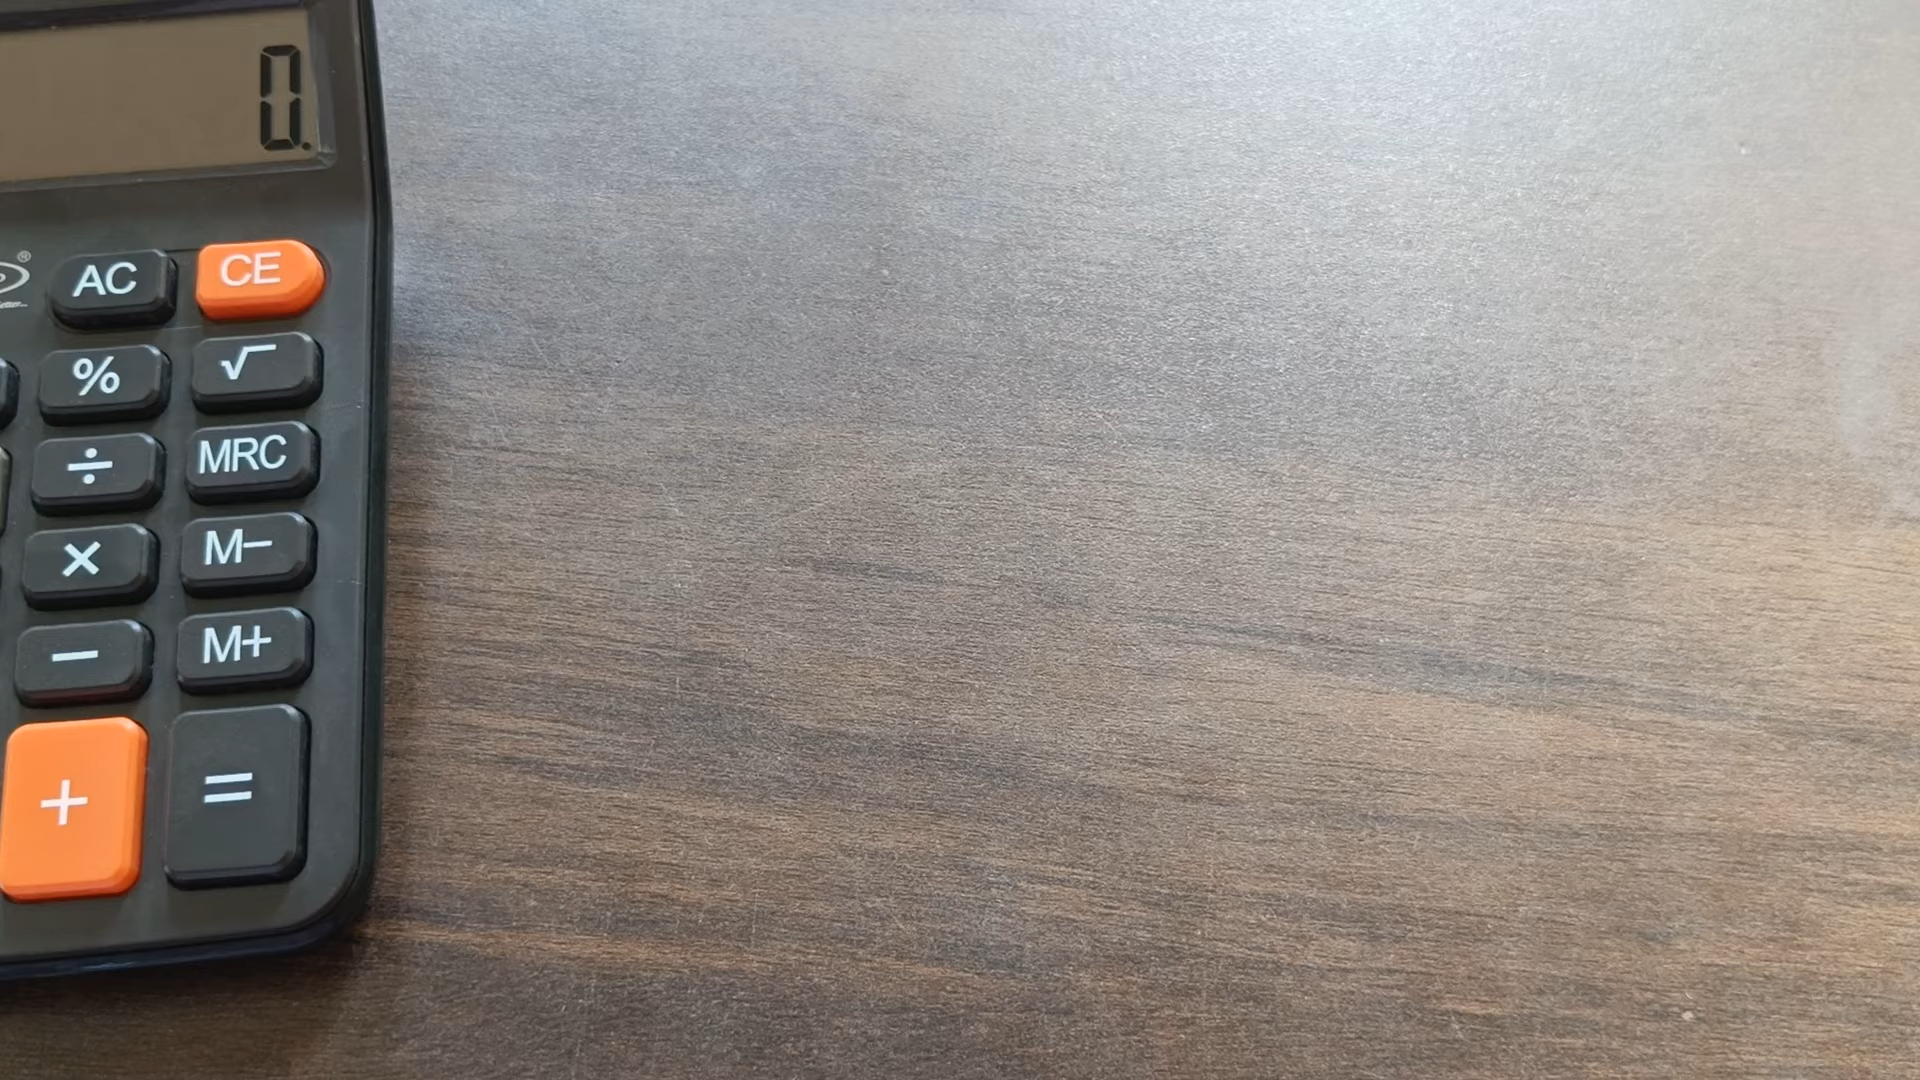 0.
®
AC CE
% √
÷ MRC
× M−
− M+
+ =